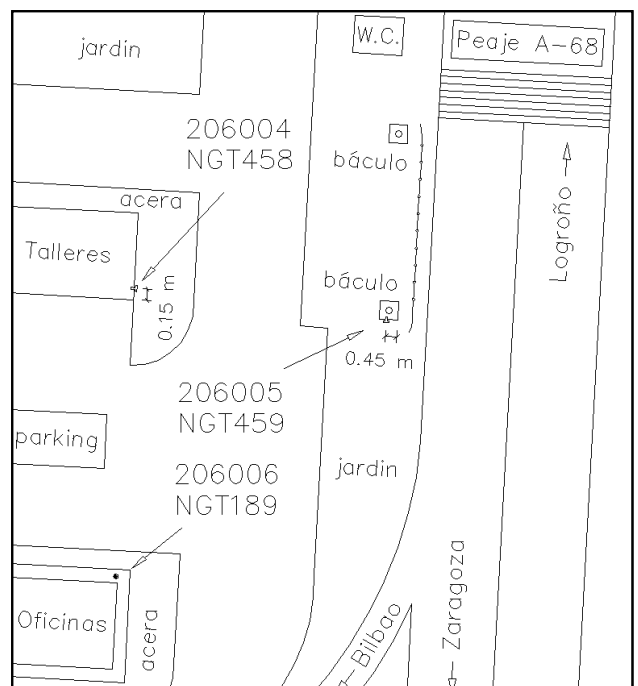 jardin
W.C.
Peaje A-68
206004
NGT458
báculo
acera
Logroño
Talleres
báculo
0.15 m
0.45 m
206005
NGT459
parking
jardin
206006
NGT189
Zaragoza
Oficinas
acera
Bilbao